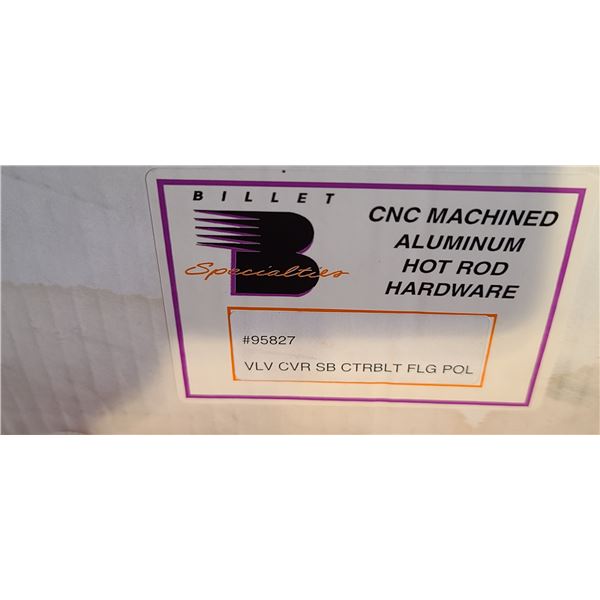 BILLET
B
Specialties
CNC MACHINED
ALUMINUM
HOT ROD
HARDWARE
#95827
VLV CVR SB CTRBLT FLG POL